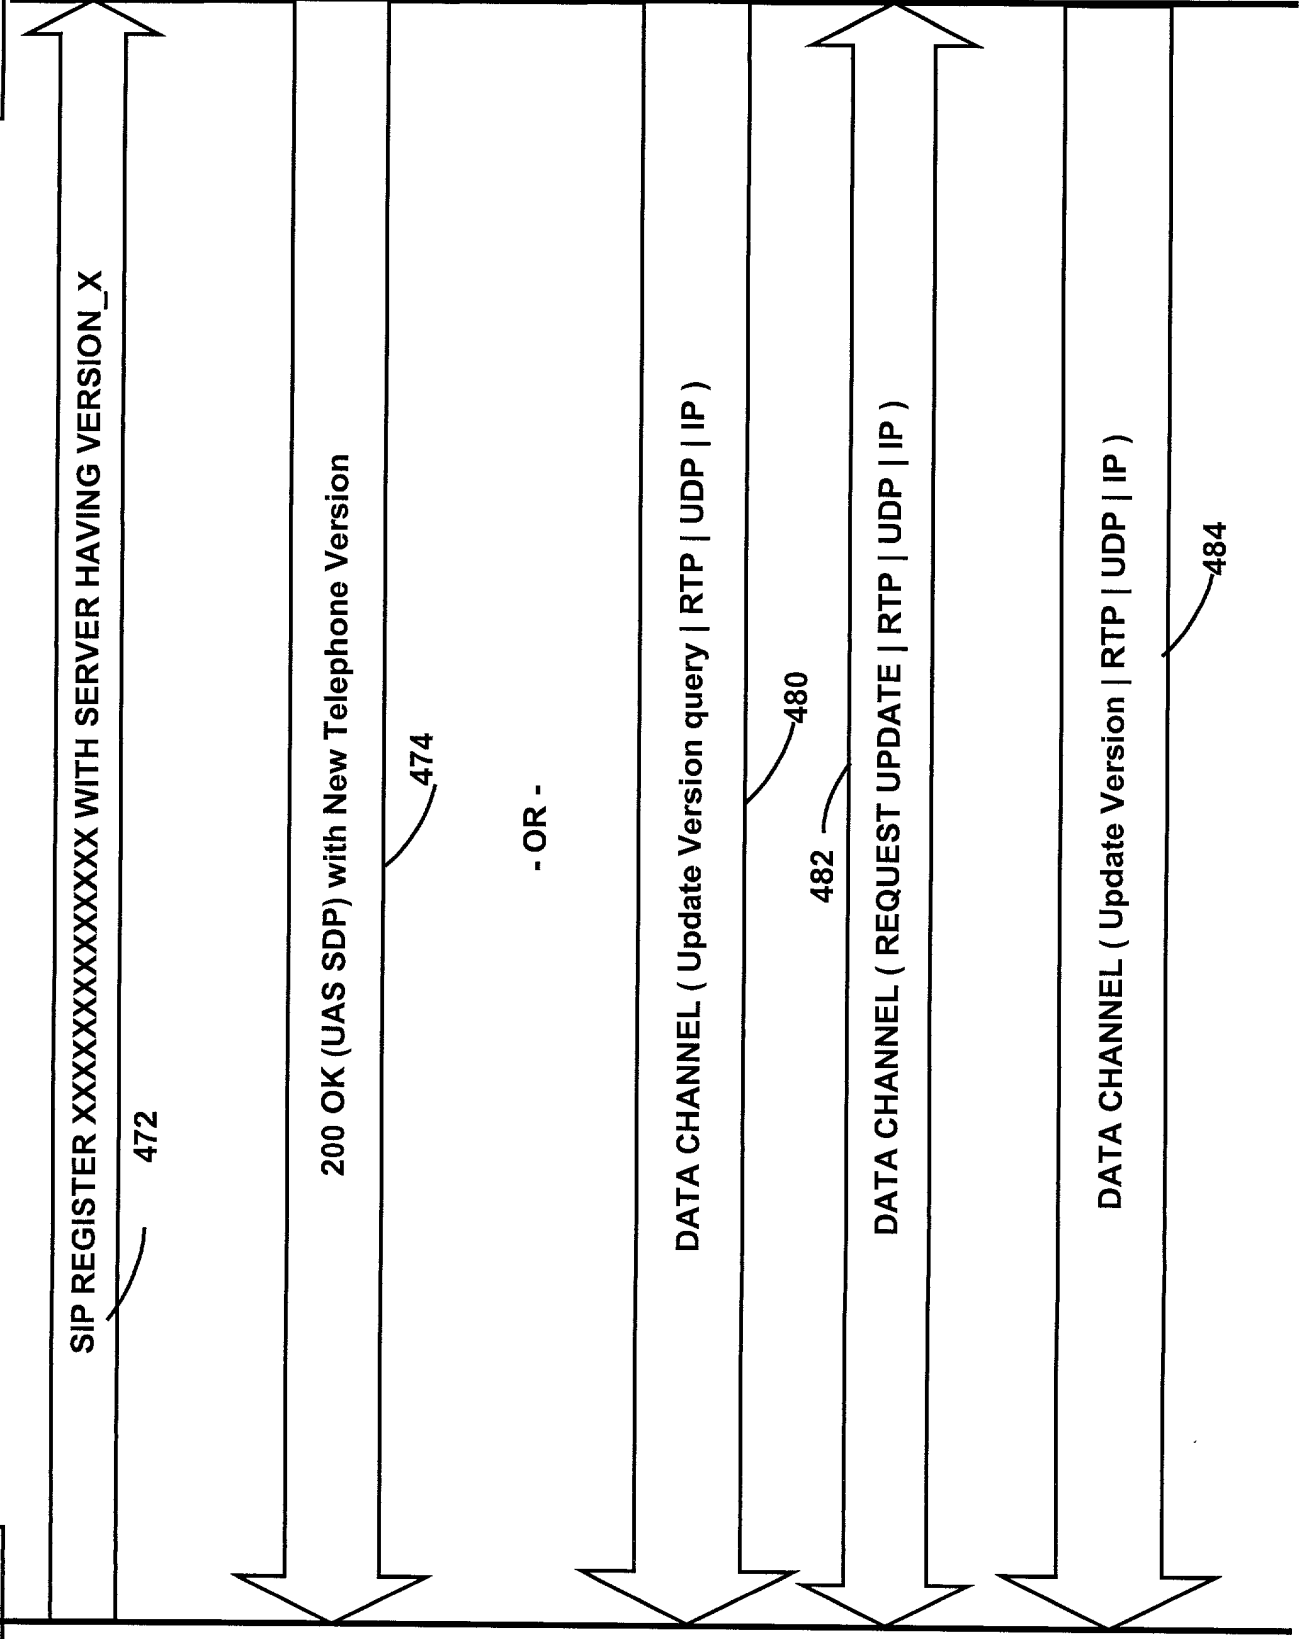 SIP REGISTER XXXXXXXXXXXXXXX WITH SERVER HAVING VERSION_X
472
200 OK (UAS SDP) with New Telephone Version
474
- OR -
DATA CHANNEL ( Update Version query | RTP | UDP | IP )
480
482
DATA CHANNEL ( REQUEST UPDATE | RTP | UDP | IP )
DATA CHANNEL ( Update Version | RTP | UDP | IP )
484